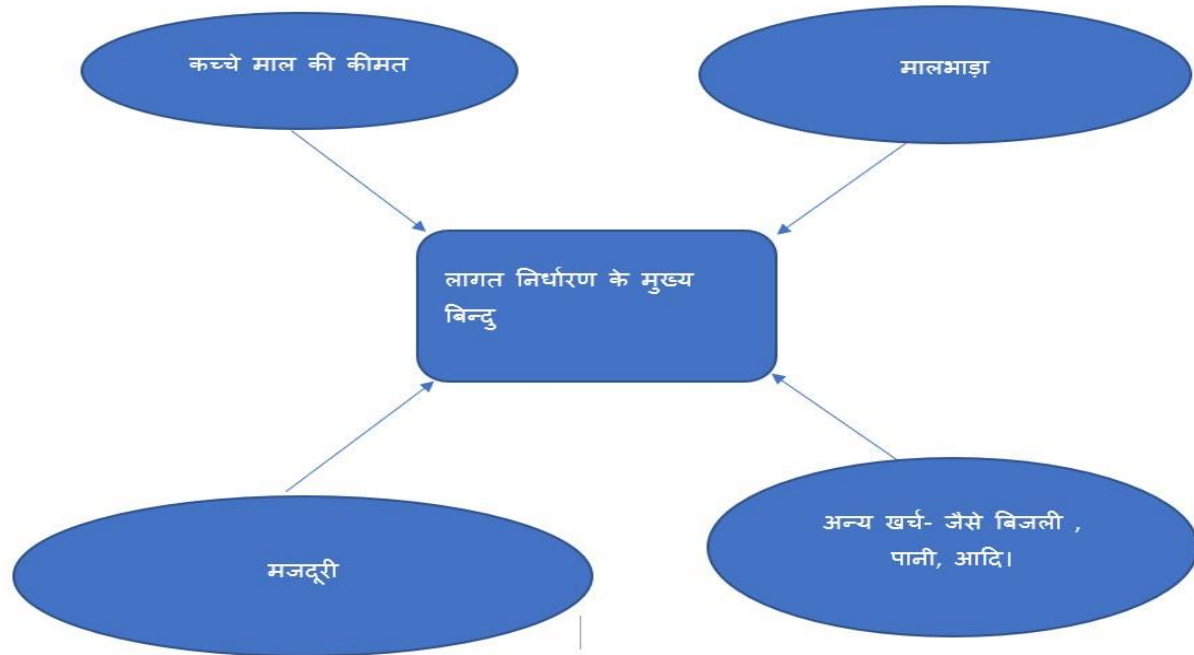 कच्चे माल की कीमत
मालभाड़ा
लागत निर्धारण के मुख्य
बिन्दु
मजदूरी
अन्य खर्च- जैसे बिजली ,
पानी, आदि।